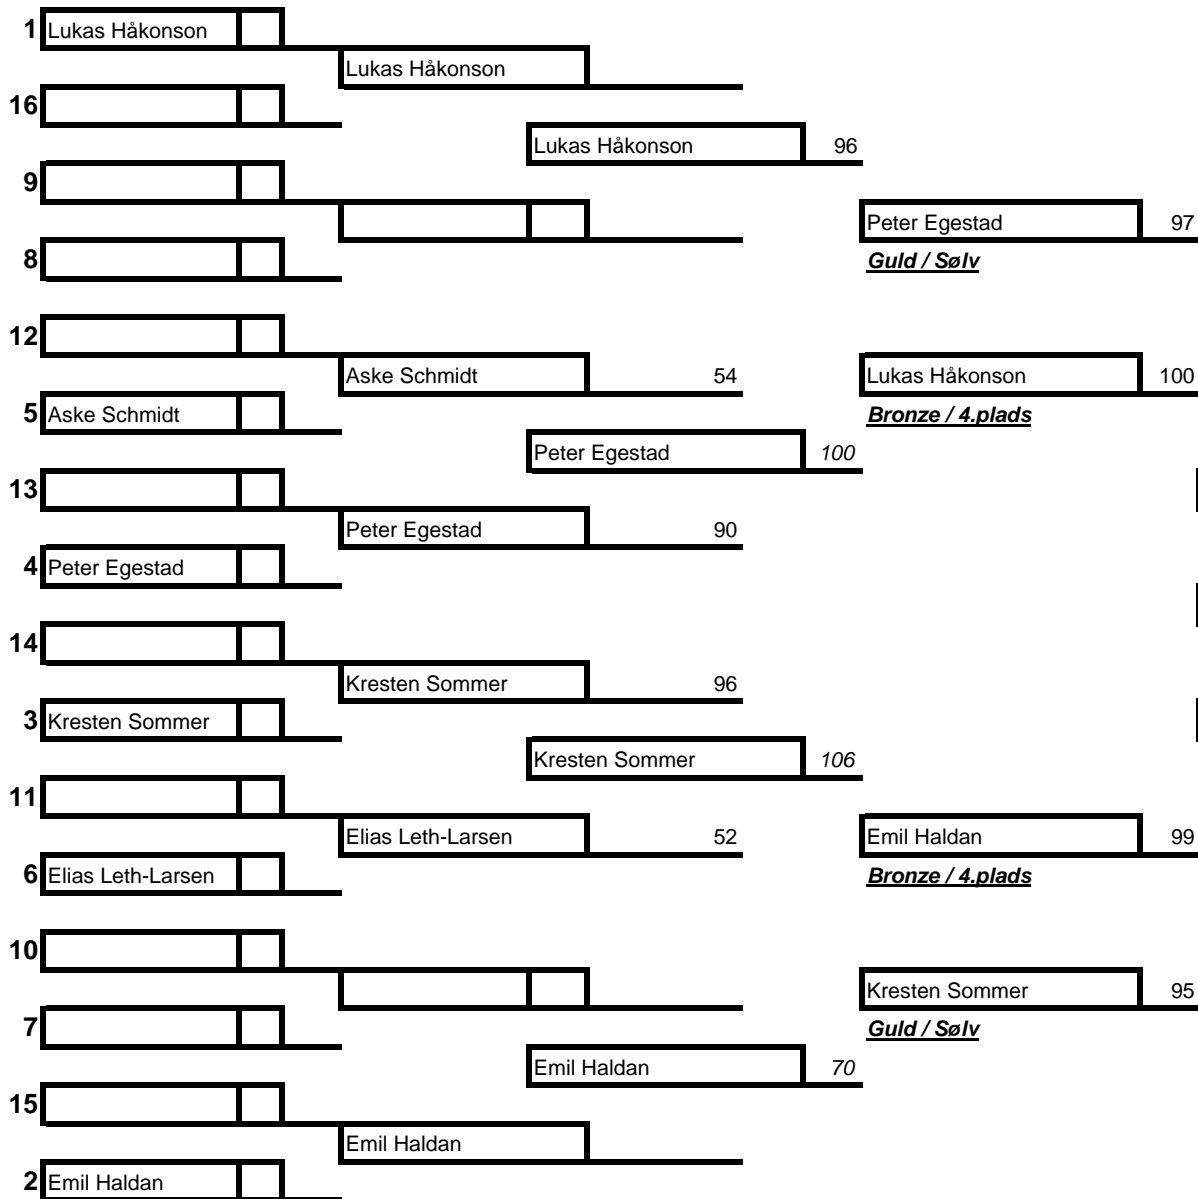 1 Lukas Håkonson
Lukas Håkonson
16
Lukas Håkonson 96
9
Peter Egestad 97
8
Guld / Sølv
12
Aske Schmidt 54
Lukas Håkonson 100
5 Aske Schmidt
Bronze / 4.plads
Peter Egestad 100
13
Peter Egestad 90
4 Peter Egestad
14
Kresten Sommer 96
3 Kresten Sommer
Kresten Sommer 106
11
Elias Leth-Larsen 52
Emil Haldan 99
6 Elias Leth-Larsen
Bronze / 4.plads
10
Kresten Sommer 95
7
Guld / Sølv
Emil Haldan 70
15
Emil Haldan
2 Emil Haldan